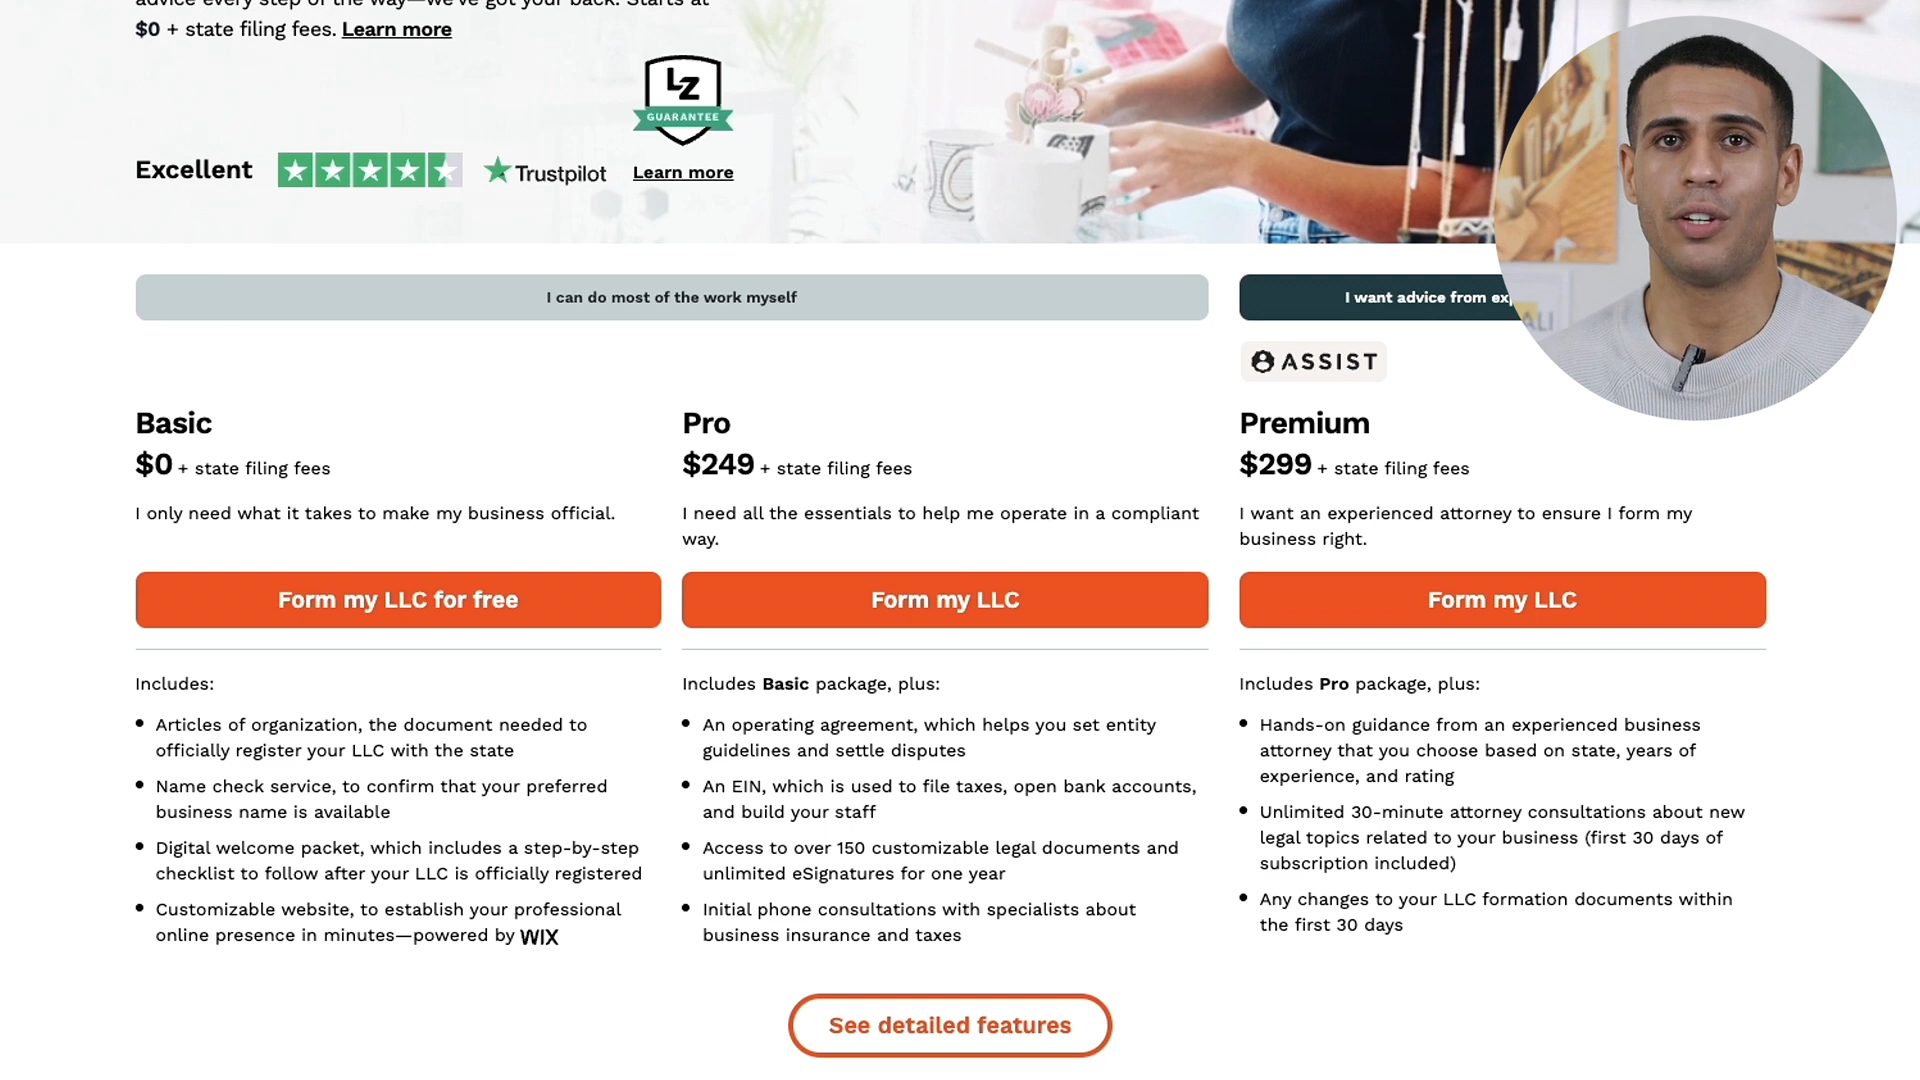 advice every step of the way—we've got your back. Starts at
$0 + state filing fees. Learn more
LZ
GUARANTEE
Excellent
Trustpilot
Learn more
I can do most of the work myself
I want advice from
ALI
ASSIST
Basic
$0 + state filing fees
I only need what it takes to make my business official.
Form my LLC for free
Includes:
• Articles of organization, the document needed to
officially register your LLC with the state
• Name check service, to confirm that your preferred
business name is available
• Digital welcome packet, which includes a step-by-step
checklist to follow after your LLC is officially registered
• Customizable website, to establish your professional
online presence in minutes—powered by WIX
Pro
$249 + state filing fees
I need all the essentials to help me operate in a compliant
way.
Form my LLC
Includes Basic package, plus:
• An operating agreement, which helps you set entity
guidelines and settle disputes
• An EIN, which is used to file taxes, open bank accounts,
and build your staff
• Access to over 150 customizable legal documents and
unlimited eSignatures for one year
• Initial phone consultations with specialists about
business insurance and taxes
Premium
$299 + state filing fees
I want an experienced attorney to ensure I form my
business right.
Form my LLC
Includes Pro package, plus:
• Hands-on guidance from an experienced business
attorney that you choose based on state, years of
experience, and rating
• Unlimited 30-minute attorney consultations about new
legal topics related to your business (first 30 days of
subscription included)
• Any changes to your LLC formation documents within
the first 30 days
See detailed features